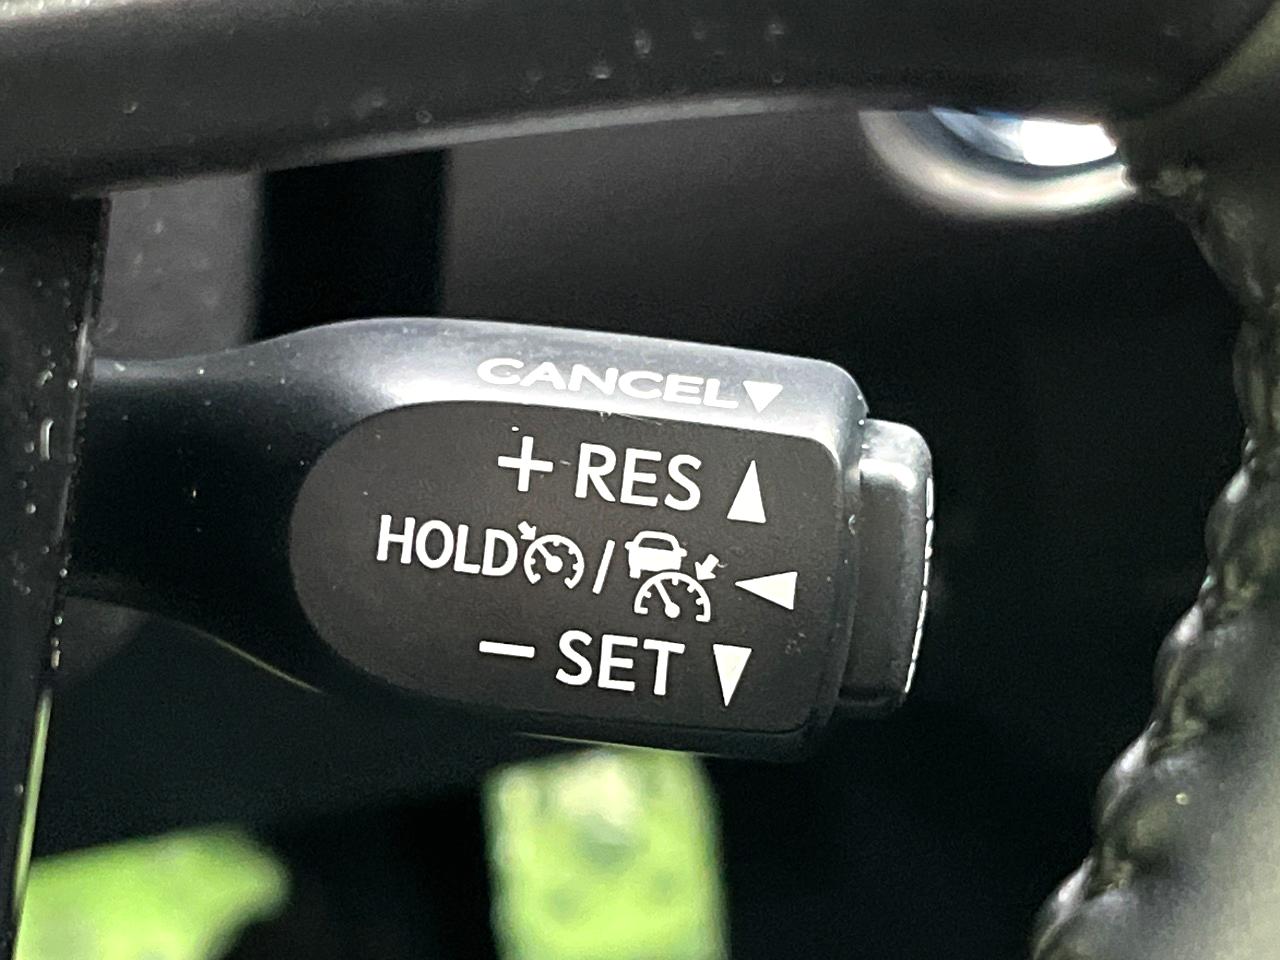 CANCEL▼
+ RES ▲
HOLD / ◀
− SET ▼